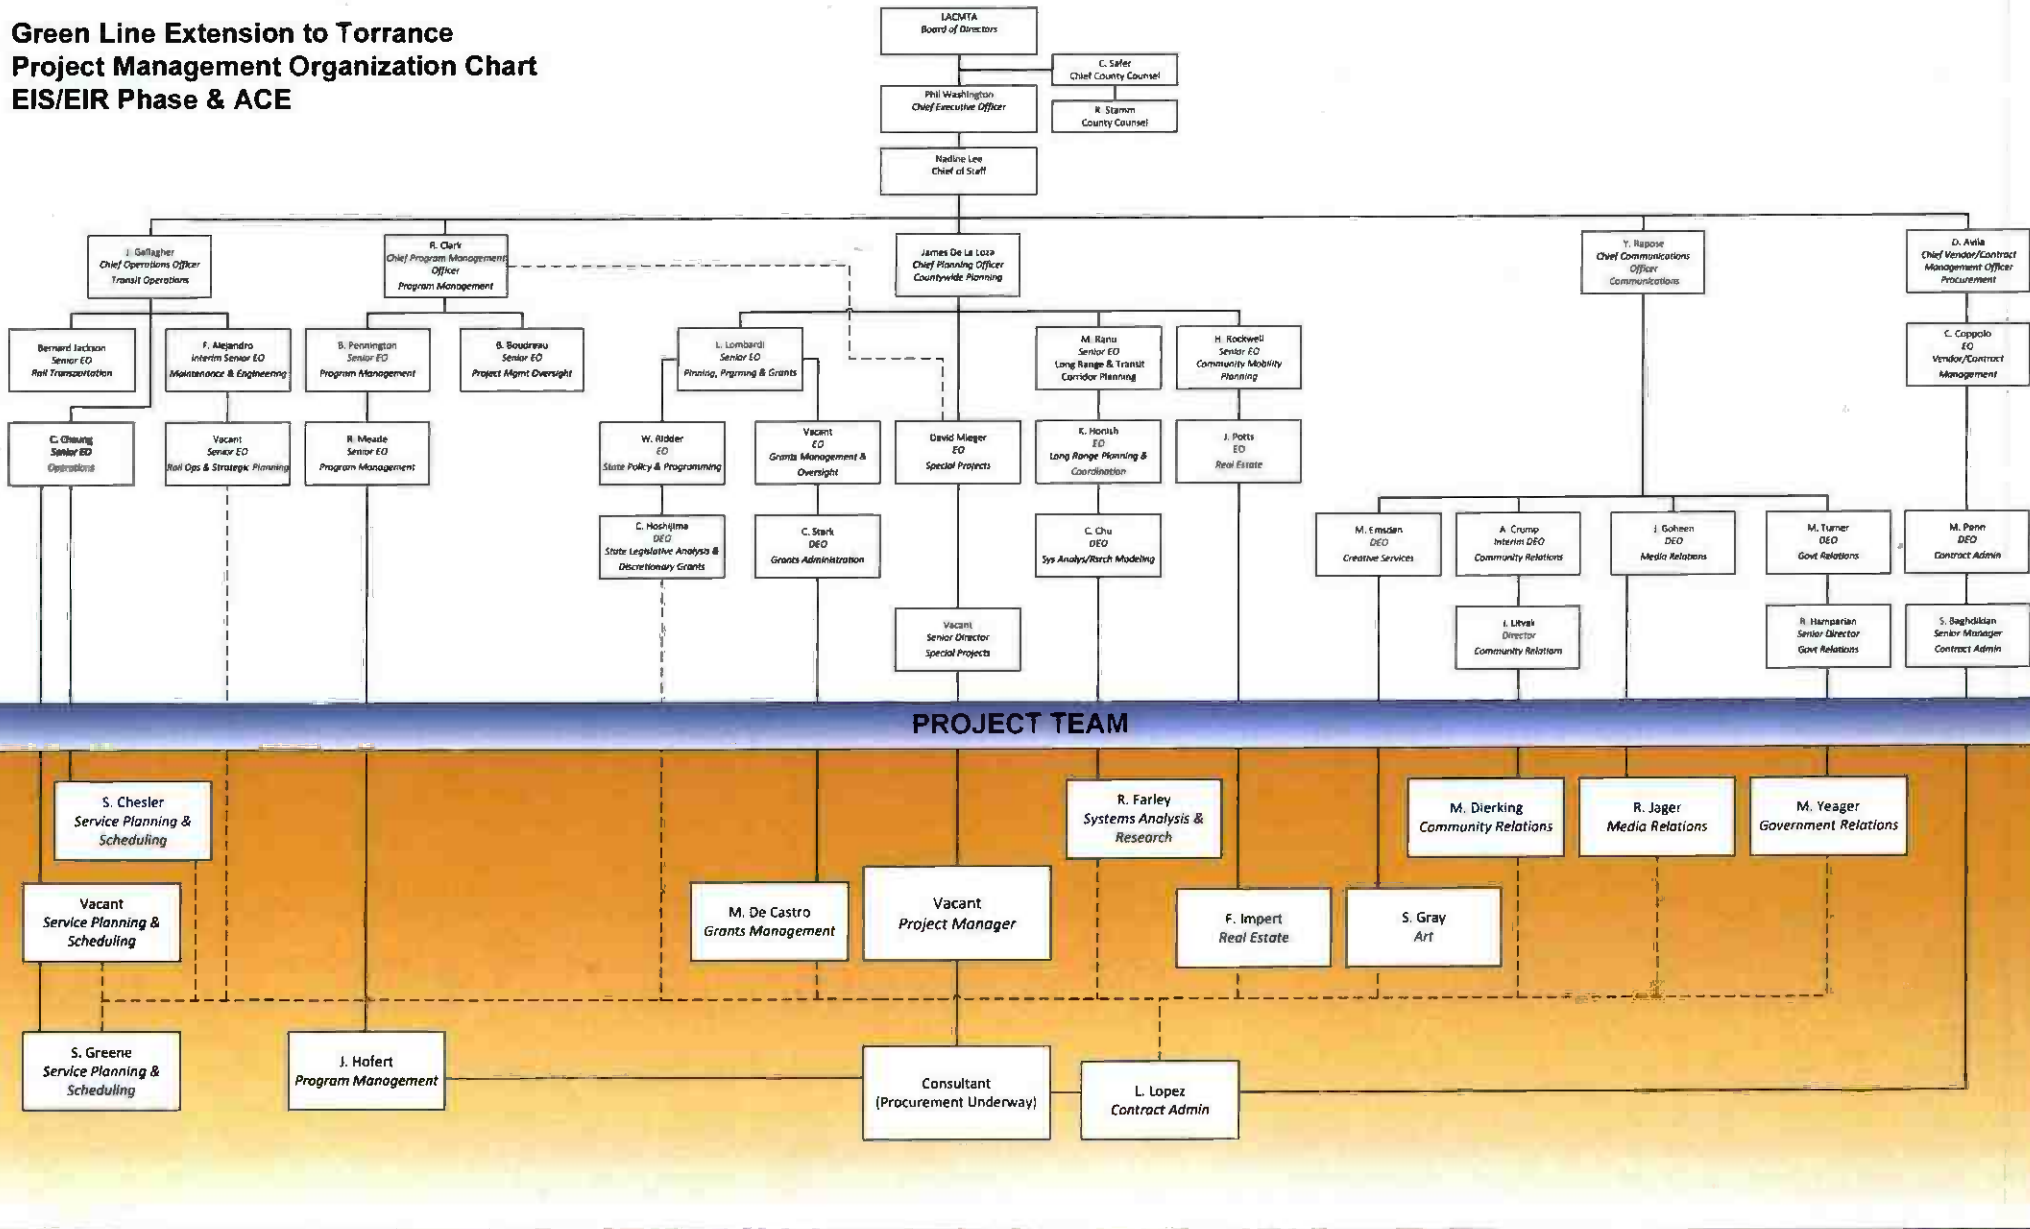 Green Line Extension to Torrance
Project Management Organization Chart
EIS/EIR Phase & ACE
LACMTA
Board of Directors
C. Safer
Chief County Counsel
Phil Washington
Chief Executive Officer
R. Stamm
County Counsel
Nadine Lee
Chief of Staff
J. Gallagher
Chief Operations Officer
Transit Operations
R. Clark
Chief Program Management
Officer
Program Management
James De La Loza
Chief Planning Officer
Countywide Planning
Y. Rapose
Chief Communications
Officer
Communications
D. Avila
Chief Vendor/Contract
Management Officer
Procurement
Bernard Jackson
Senior EO
Rail Transportation
F. Alejandro
Interim Senior EO
Maintenance & Engineering
B. Pennington
Senior EO
Program Management
B. Boudreau
Senior EO
Project Mgmt Oversight
L. Lombardi
Senior EO
Plnning, Prgrming & Grants
M. Ranu
Senior EO
Long Range & Transit
Corridor Planning
H. Rockwell
Senior EO
Community Mobility
Planning
C. Coppolo
EO
Vendor/Contract
Management
C. Cheung
Senior EO
Operations
Vacant
Senior EO
Rail Ops & Strategic Planning
R. Meade
Senior EO
Program Management
W. Ridder
EO
State Policy & Programming
Vacant
EO
Grants Management &
Oversight
David Mieger
EO
Special Projects
K. Honish
EO
Long Range Planning &
Coordination
J. Potts
EO
Real Estate
C. Hoshijima
DEO
State Legislative Analysis &
Discretionary Grants
C. Stark
DEO
Grants Administration
C. Chu
DEO
Sys Analys/Rsrch Modeling
M. Emsden
DEO
Creative Services
A. Crump
Interim DEO
Community Relations
J. Goheen
DEO
Media Relations
M. Turner
DEO
Govt Relations
M. Penn
DEO
Contract Admin
Vacant
Senior Director
Special Projects
J. Litvak
Director
Community Relations
R. Hamparian
Senior Director
Govt Relations
S. Baghdikian
Senior Manager
Contract Admin
PROJECT TEAM
S. Chesler
Service Planning &
Scheduling
R. Farley
Systems Analysis &
Research
M. Dierking
Community Relations
R. Jager
Media Relations
M. Yeager
Government Relations
Vacant
Service Planning &
Scheduling
M. De Castro
Grants Management
Vacant
Project Manager
F. Impert
Real Estate
S. Gray
Art
S. Greene
Service Planning &
Scheduling
J. Hofert
Program Management
Consultant
(Procurement Underway)
L. Lopez
Contract Admin